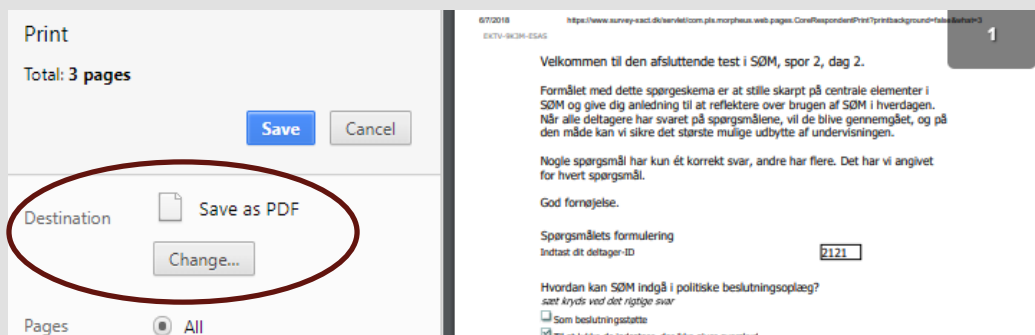 Print
Total: 3 pages
Save Cancel
Destination
Save as PDF
Change...
Pages
All
6/7/2018 https://www.survey-xact.dk/servlet/com.pls.morpheus.web.pages.CoreRespondentPrint?printbackground=false&what=3
EKTV-9K3M-ESAS
1
Velkommen til den afsluttende test i SØM, spor 2, dag 2.
Formålet med dette spørgeskema er at stille skarpt på centrale elementer i
SØM og give dig anledning til at reflektere over brugen af SØM i hverdagen.
Når alle deltagere har svaret på spørgsmålene, vil de blive gennemgået, og på
den måde kan vi sikre det største mulige udbytte af undervisningen.
Nogle spørgsmål har kun ét korrekt svar, andre har flere. Det har vi angivet
for hvert spørgsmål.
God fornøjelse.
Spørgsmålets formulering
Indtast dit deltager-ID 2121
Hvordan kan SØM indgå i politiske beslutningsoplæg?
sæt kryds ved det rigtige svar
Som beslutningsstøtte